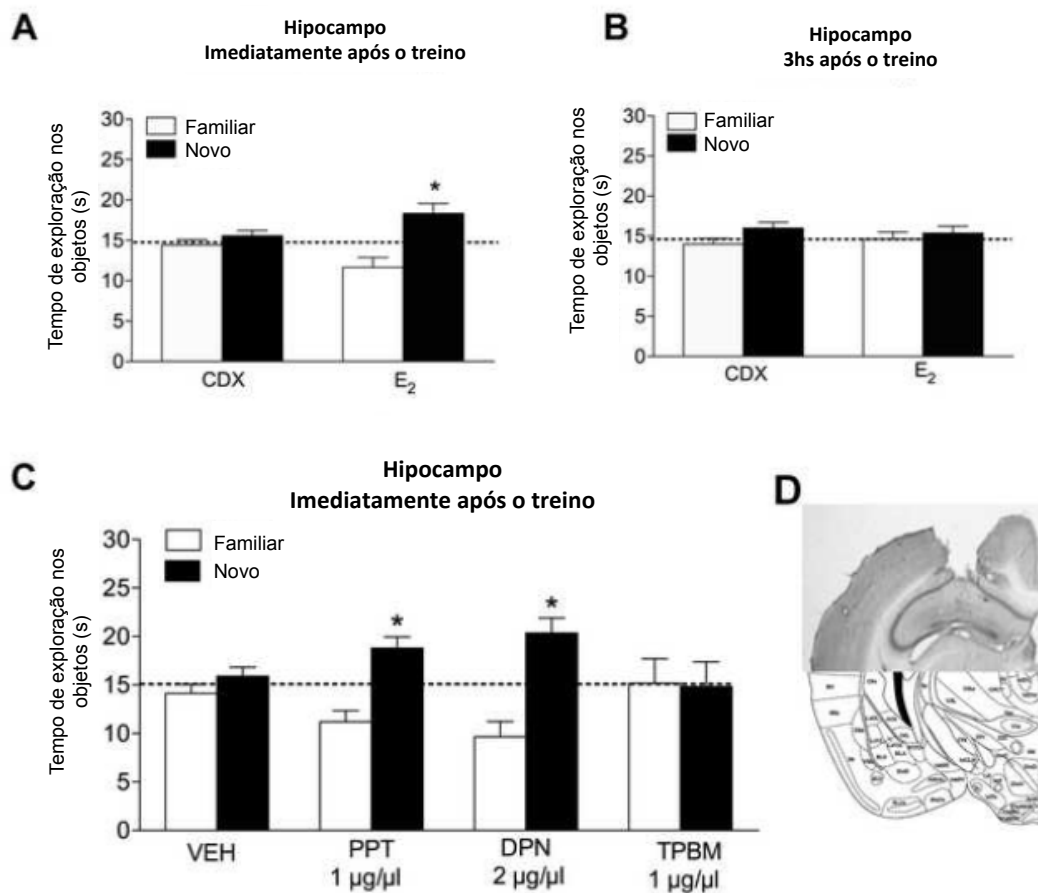 A
Hipocampo
Imediatamente após o treino
Tempo de exploração nos
objetos (s)
30
25
20
15
10
5
0
Familiar
Novo
*
CDX
E2
B
Hipocampo
3hs após o treino
Tempo de exploração nos
objetos (s)
30
25
20
15
10
5
0
Familiar
Novo
CDX
E2
C
Hipocampo
Imediatamente após o treino
Tempo de exploração nos
objetos (s)
30
25
20
15
10
5
0
Familiar
Novo
*
*
VEH
PPT
1 µg/µl
DPN
2 µg/µl
TPBM
1 µg/µl
D